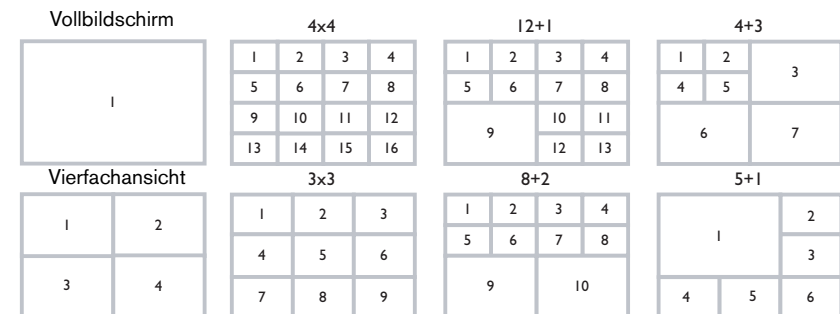 Vollbildschirm 4x4 12+1 4+3
1 2 3 4 1 2 3 4 1 2
3
5 6 7 8 5 6 7 8 4 5
1
9 10 11 12 10 11
9 6 7
13 14 15 16 12 13
Vierfachansicht 3x3 8+2 5+1
1 2 3 4
1 2 3 2
1 2
5 6 7 8 1
4 5 6 3
3 4 9 10
7 8 9 4 5 6